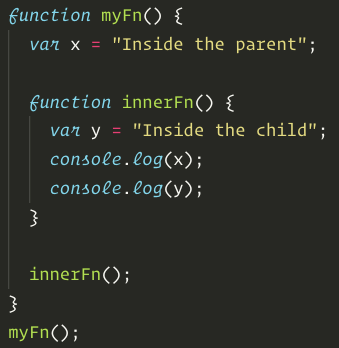 function myFn() {
  var x = "Inside the parent";

  function innerFn() {
    var y = "Inside the child";
    console.log(x);
    console.log(y);
  }

  innerFn();
}
myFn();